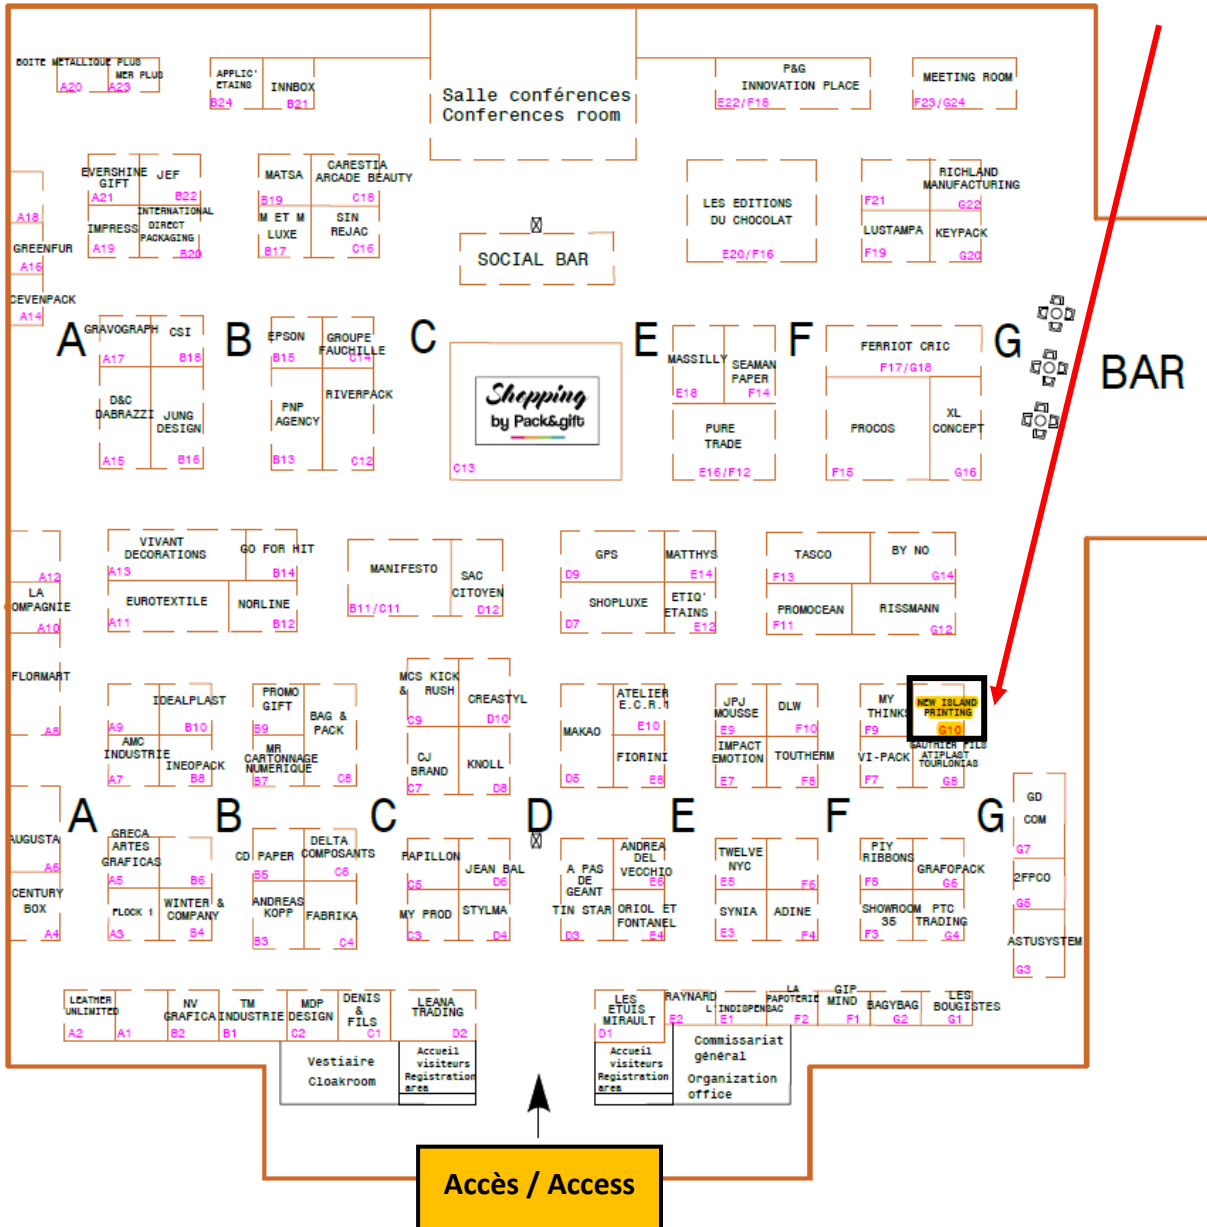 BOITE METALLIQUE PLUS
A20
MER PLUS
A23
APPLIC'
ETAINS
B24
INNBOX
B21
Salle conférences
Conferences room
P&G
INNOVATION PLACE
E22/F18
MEETING ROOM
F23/G24
EVERSHINE
GIFT
A21
JEF
B22
IMPRESS
A19
INTERNATIONAL
DIRECT
PACKAGING
B20
MATSA
B19
CARESTIA
ARCADE BEAUTY
C18
M ET M
LUXE
B17
SIN
REJAC
C16
SOCIAL BAR
LES EDITIONS
DU CHOCOLAT
E20/F16
F21
RICHLAND
MANUFACTURING
G22
LUSTAMPA
F19
KEYPACK
G20
A18
GREENFUR
A16
CEVENPACK
A14
A
B
C
E
F
G
BAR
GRAVOGRAPH
A17
CSI
B18
D&C
DABRAZZI
A15
JUNG
DESIGN
B16
EPSON
B15
GROUPE
FAUCHILLE
C14
PNP
AGENCY
B13
RIVERPACK
C12
Shopping
by Pack&gift
C13
MASSILLY
E18
SEAMAN
PAPER
F14
PURE
TRADE
E16/F12
FERRIOT CRIC
F17/G18
PROCOS
F15
XL
CONCEPT
G16
A12
LA
COMPAGNIE
A10
FLORMART
A8
VIVANT
DECORATIONS
A13
GO FOR HIT
B14
EUROTEXTILE
A11
NORLINE
B12
MANIFESTO
B11/C11
SAC
CITOYEN
D12
GPS
D9
MATTHYS
E14
SHOPLUXE
D7
ETIQ'
ETAINS
E12
TASCO
F13
BY NO
G14
PROMOCEAN
F11
RISSMANN
G12
A9
IDEALPLAST
B10
AMC
INDUSTRIE
A7
INEOPACK
B8
PROMO
GIFT
B9
BAG &
PACK
C8
MR
CARTONNAGE
NUMERIQUE
B7
MCS KICK
& RUSH
C9
CREASTYL
D10
CJ
BRAND
C7
KNOLL
D8
MAKAO
D5
ATELIER
E.C.R.1
E10
FIORINI
E8
JPJ
MOUSSE
E9
DLW
F10
IMPACT
EMOTION
E7
TOUTHERM
F8
MY
THINKS
F9
NEW ISLAND
PRINTING
G10
VI-PACK
F7
GAUTHIER FILS
ATIPLAST
TOURLONIAS
G8
A
B
C
D
E
F
G
AUGUSTA
A6
CENTURY
BOX
A4
GRECA
ARTES
GRAFICAS
A5
B6
FLOCK 1
A3
WINTER &
COMPANY
B4
CD PAPER
B5
DELTA
COMPOSANTS
C6
ANDREAS
KOPP
B3
FABRIKA
C4
PAPILLON
C5
JEAN BAL
D6
MY PROD
C3
STYLMA
D4
A PAS
DE
GEANT
TIN STAR
D3
ANDREA
DEL
VECCHIO
E6
ORIOL ET
FONTANEL
E4
TWELVE
NYC
E5
F6
SYNIA
E3
ADINE
F4
PIY
RIBBONS
F5
GRAFOPACK
G6
SHOWROOM
35
F3
PTC
TRADING
G4
GD
COM
G7
2FPCO
G5
ASTUSYSTEM
G3
LEATHER
UNLIMITED
A2
A1
NV
GRAFICA
B2
TM
INDUSTRIE
B1
MDP
DESIGN
C2
DENIS
&
FILS
C1
LEANA
TRADING
D2
LES
ETUIS
MIRAULT
D1
RAYNARD
E2
L'INDISPENSAC
E1
LA
PAPOTERIE
F2
GIP
MIND
F1
BAGYBAG
G2
LES
BOUGISTES
G1
Vestiaire
Cloakroom
Accueil
visiteurs
Registration
area
Accueil
visiteurs
Registration
area
Commissariat
général
Organization
office
Accès / Access